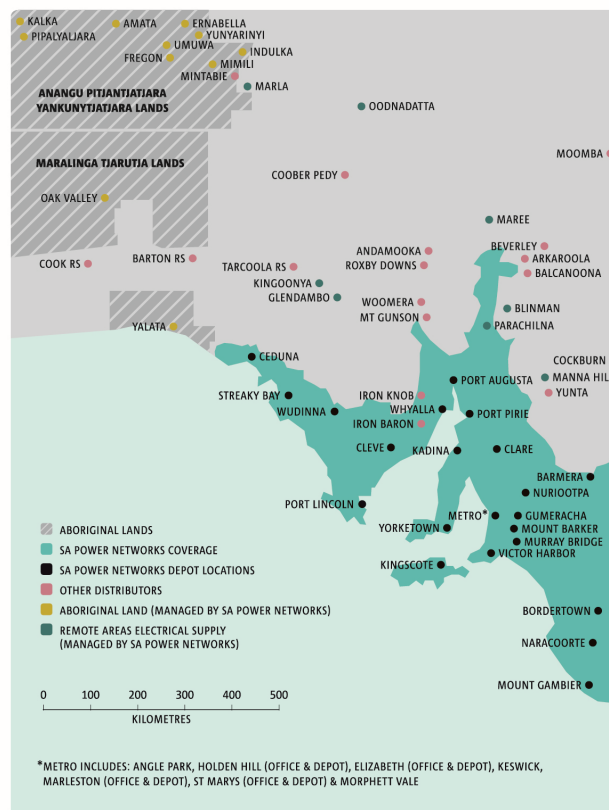 KALKA
PIPALYALJARA
AMATA
ERNABELLA
YUNYARINYI
UMUWA
FREGON
INDULKA
MIMILI
MINTABIE
MARLA
ANANGU PITJANTJATJARA
YANKUNYTJATJARA LANDS
OODNADATTA
MOOMBA
MARALINGA TJARUTJA LANDS
COOBER PEDY
OAK VALLEY
MAREE
BEVERLEY
ARKAROOLA
BALCANOONA
COOK RS
BARTON RS
TARCOOLA RS
ANDAMOOKA
ROXBY DOWNS
KINGOONYA
GLENDAMBO
WOOMERA
MT GUNSON
BLINMAN
PARACHILNA
YALATA
CEDUNA
COCKBURN
MANNA HIL
YUNTA
PORT AUGUSTA
STREAKY BAY
IRON KNOB
WHYALLA
WUDINNA
PORT PIRIE
IRON BARON
CLEVE
KADINA
CLARE
BARMERA
NURIOOTPA
PORT LINCOLN
METRO*
GUMERACHA
YORKETOWN
MOUNT BARKER
MURRAY BRIDGE
VICTOR HARBOR
KINGSCOTE
BORDERTOWN
NARACOORTE
MOUNT GAMBIER
ABORIGINAL LANDS
SA POWER NETWORKS COVERAGE
SA POWER NETWORKS DEPOT LOCATIONS
OTHER DISTRIBUTORS
ABORIGINAL LAND (MANAGED BY SA POWER NETWORKS)
REMOTE AREAS ELECTRICAL SUPPLY
(MANAGED BY SA POWER NETWORKS)
0 100 200 300 400 500
KILOMETRES
*METRO INCLUDES: ANGLE PARK, HOLDEN HILL (OFFICE & DEPOT), ELIZABETH (OFFICE & DEPOT), KESWICK,
MARLESTON (OFFICE & DEPOT), ST MARYS (OFFICE & DEPOT) & MORPHETT VALE